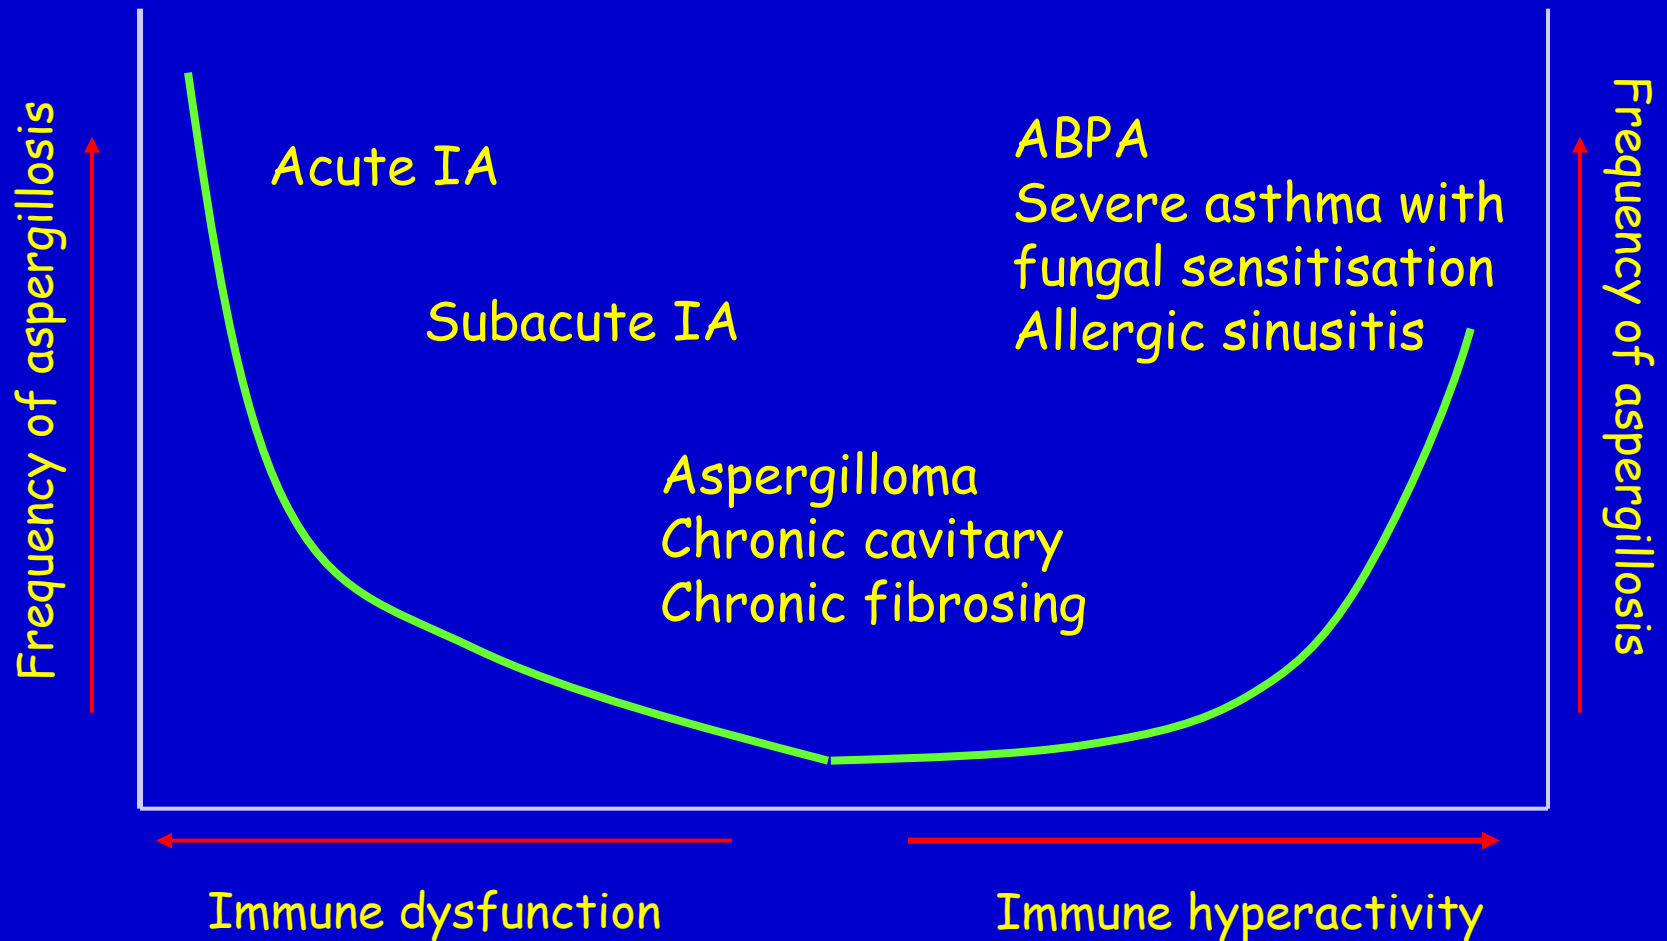 Frequency of aspergillosis
Acute IA
Subacute IA
Aspergilloma
Chronic cavitary
Chronic fibrosing
ABPA
Severe asthma with
fungal sensitisation
Allergic sinusitis
Frequency of aspergillosis
Immune dysfunction
Immune hyperactivity